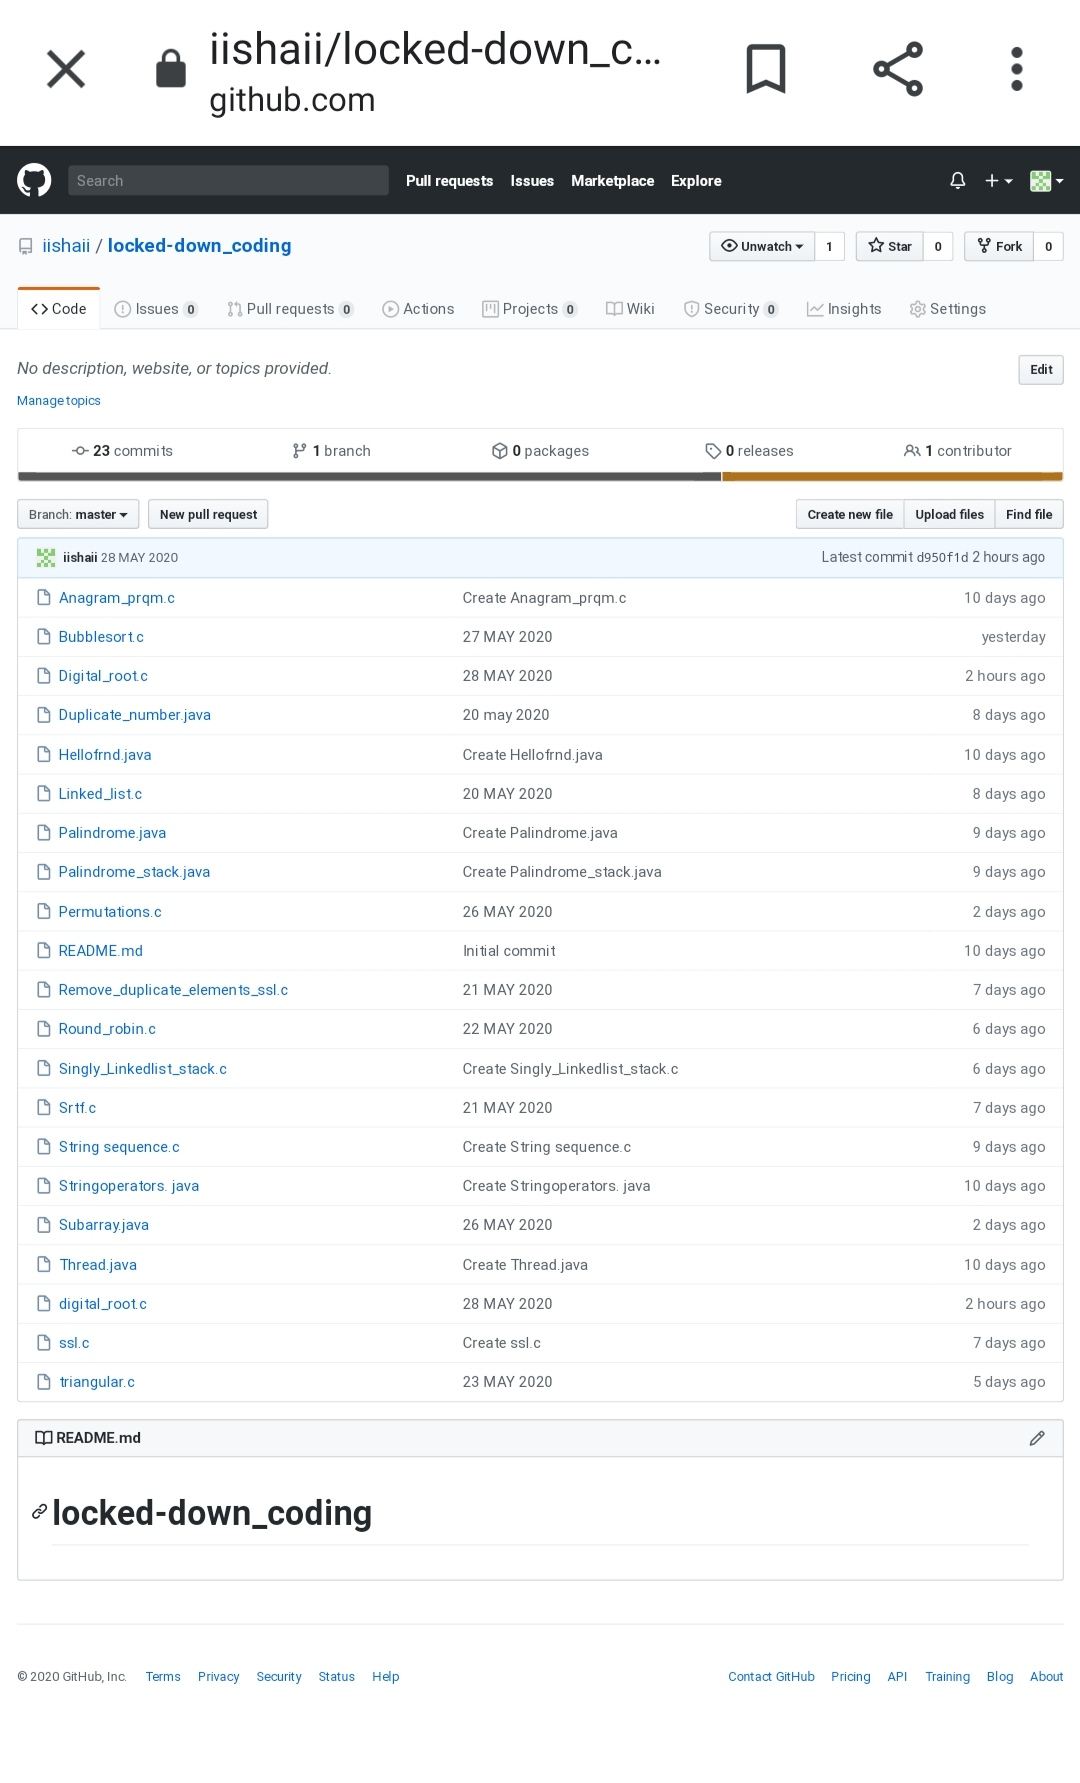 iishaii/locked-down_c...
github.com
Search Pull requests Issues Marketplace Explore
iishaii / locked-down_coding Unwatch 1 Star 0 Fork 0
Code Issues 0 Pull requests 0 Actions Projects 0 Wiki Security 0 Insights Settings
No description, website, or topics provided. Edit
Manage topics
23 commits 1 branch 0 packages 0 releases 1 contributor
Branch: master New pull request Create new file Upload files Find file
iishaii 28 MAY 2020 Latest commit d950f1d 2 hours ago
Anagram_prqm.c Create Anagram_prqm.c 10 days ago
Bubblesort.c 27 MAY 2020 yesterday
Digital_root.c 28 MAY 2020 2 hours ago
Duplicate_number.java 20 may 2020 8 days ago
Hellofrnd.java Create Hellofrnd.java 10 days ago
Linked_list.c 20 MAY 2020 8 days ago
Palindrome.java Create Palindrome.java 9 days ago
Palindrome_stack.java Create Palindrome_stack.java 9 days ago
Permutations.c 26 MAY 2020 2 days ago
README.md Initial commit 10 days ago
Remove_duplicate_elements_ssl.c 21 MAY 2020 7 days ago
Round_robin.c 22 MAY 2020 6 days ago
Singly_Linkedlist_stack.c Create Singly_Linkedlist_stack.c 6 days ago
Srtf.c 21 MAY 2020 7 days ago
String sequence.c Create String sequence.c 9 days ago
Stringoperators. java Create Stringoperators. java 10 days ago
Subarray.java 26 MAY 2020 2 days ago
Thread.java Create Thread.java 10 days ago
digital_root.c 28 MAY 2020 2 hours ago
ssl.c Create ssl.c 7 days ago
triangular.c 23 MAY 2020 5 days ago
README.md
locked-down_coding
© 2020 GitHub, Inc. Terms Privacy Security Status Help Contact GitHub Pricing API Training Blog About